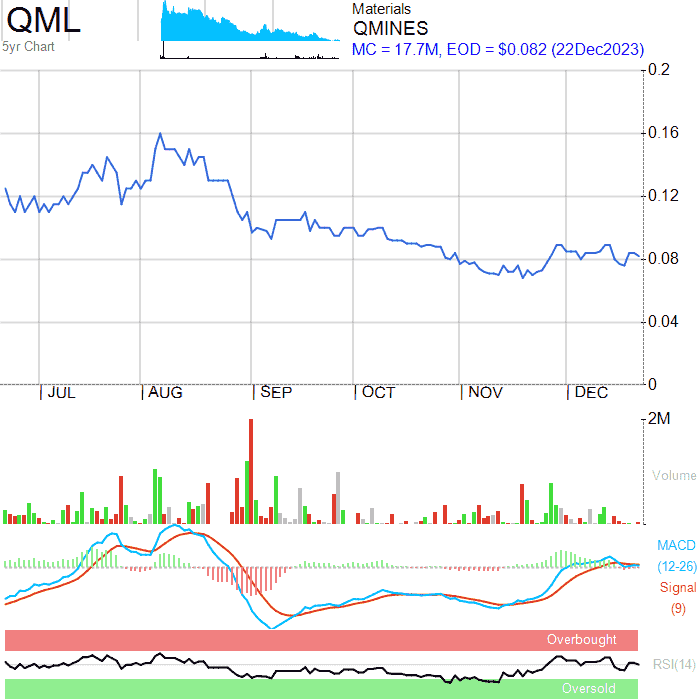 QML
5yr Chart
Materials
QMINES
MC = 17.7M, EOD = $0.082 (22Dec2023)
0.2
0.16
0.12
0.08
0.04
0
JUL AUG SEP OCT NOV DEC
2M
Volume
MACD
(12-26)
Signal
(9)
Overbought
RSI(14)
Oversold